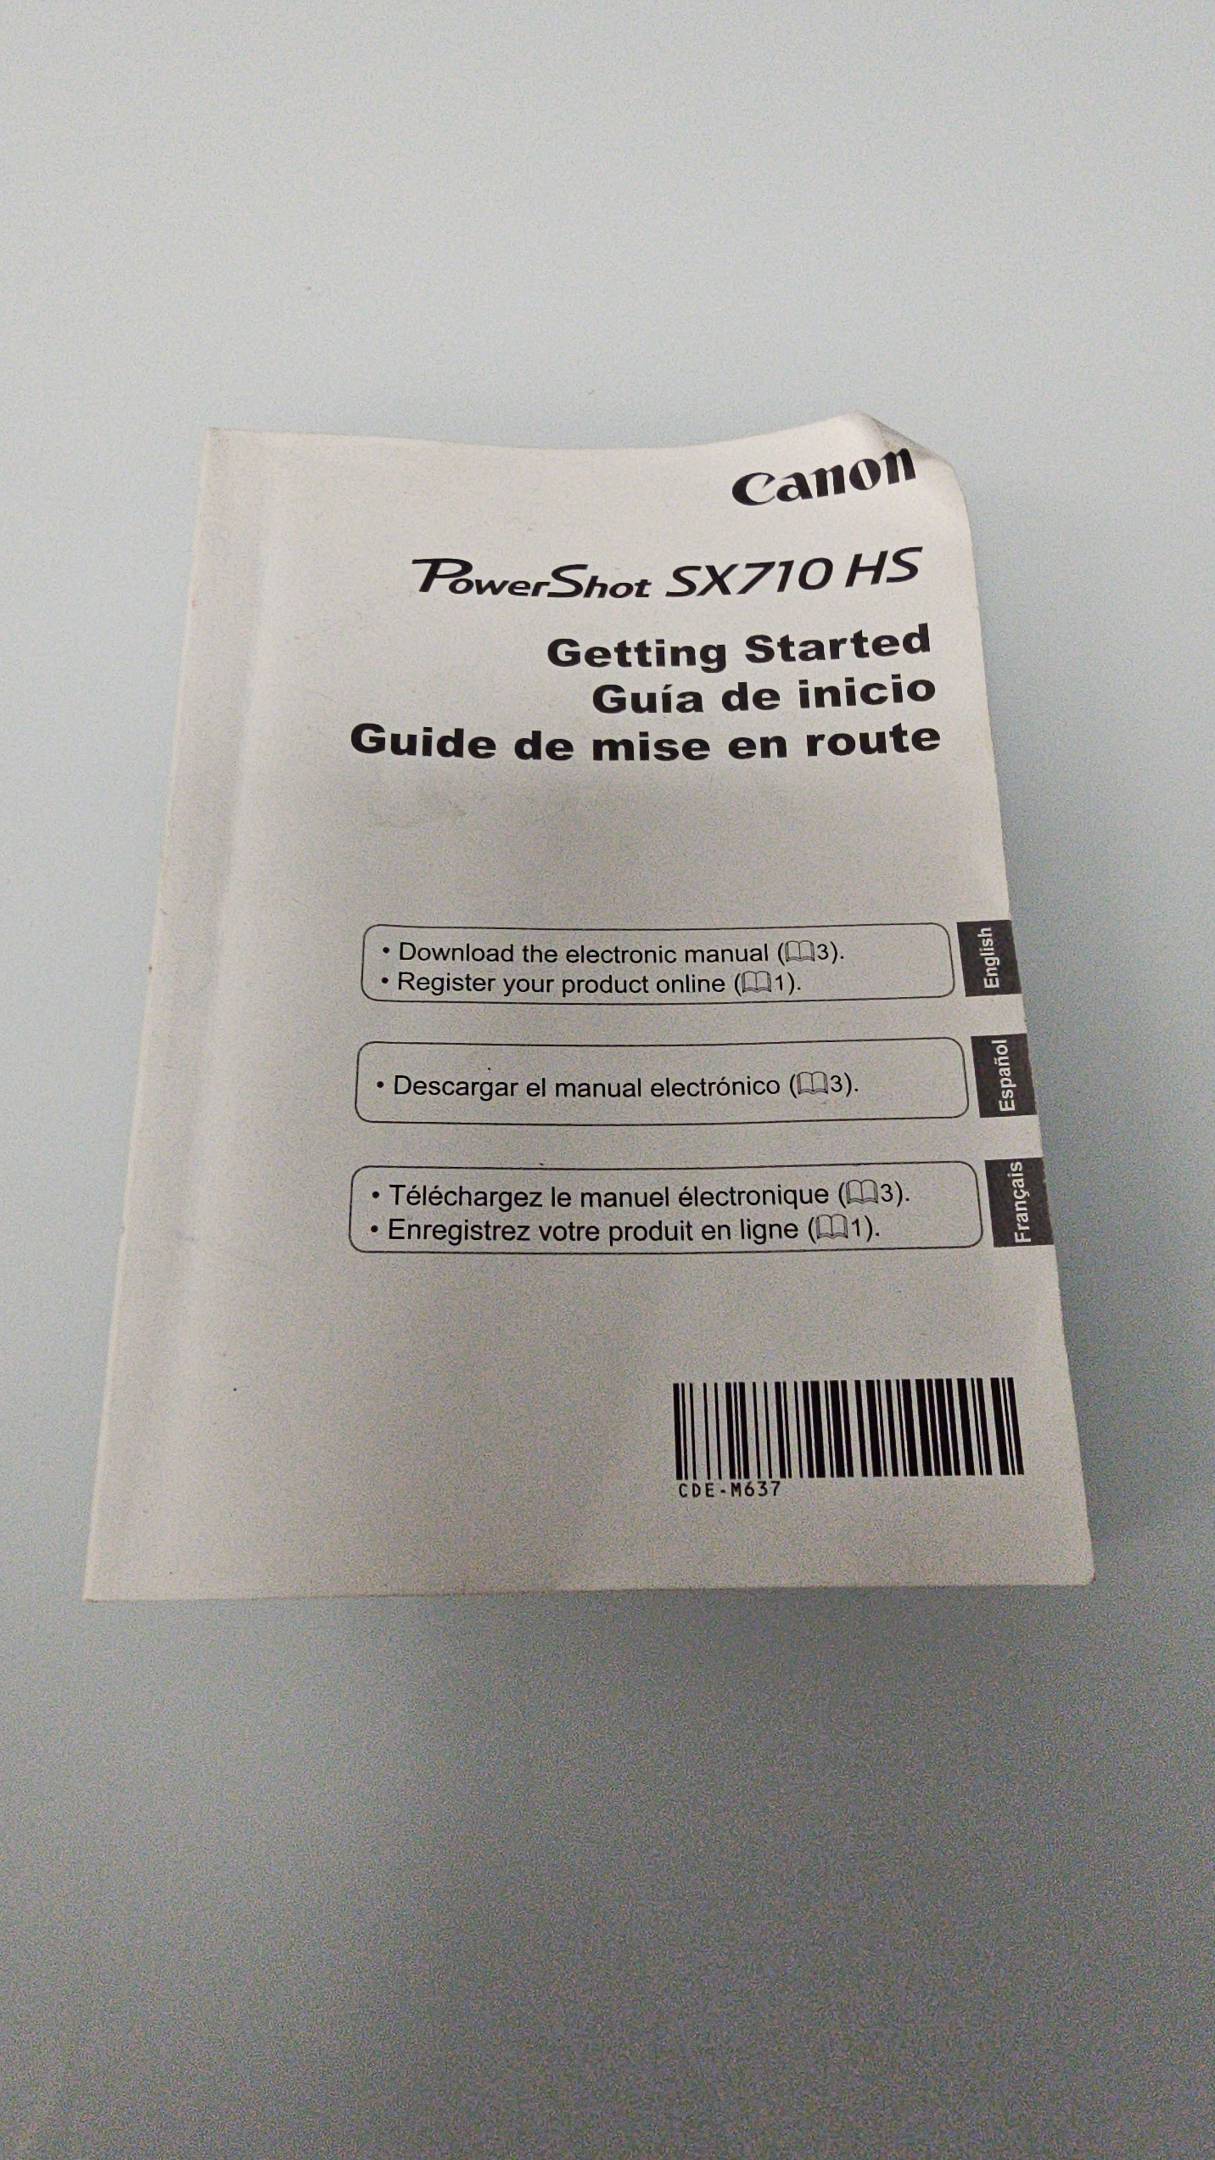 Canon
PowerShot SX710 HS
Getting Started
Guía de inicio
Guide de mise en route
• Download the electronic manual (📖3).
• Register your product online (📖1).
English
• Descargar el manual electrónico (📖3).
Español
• Téléchargez le manuel électronique (📖3).
• Enregistrez votre produit en ligne (📖1).
Français
CDE-M637